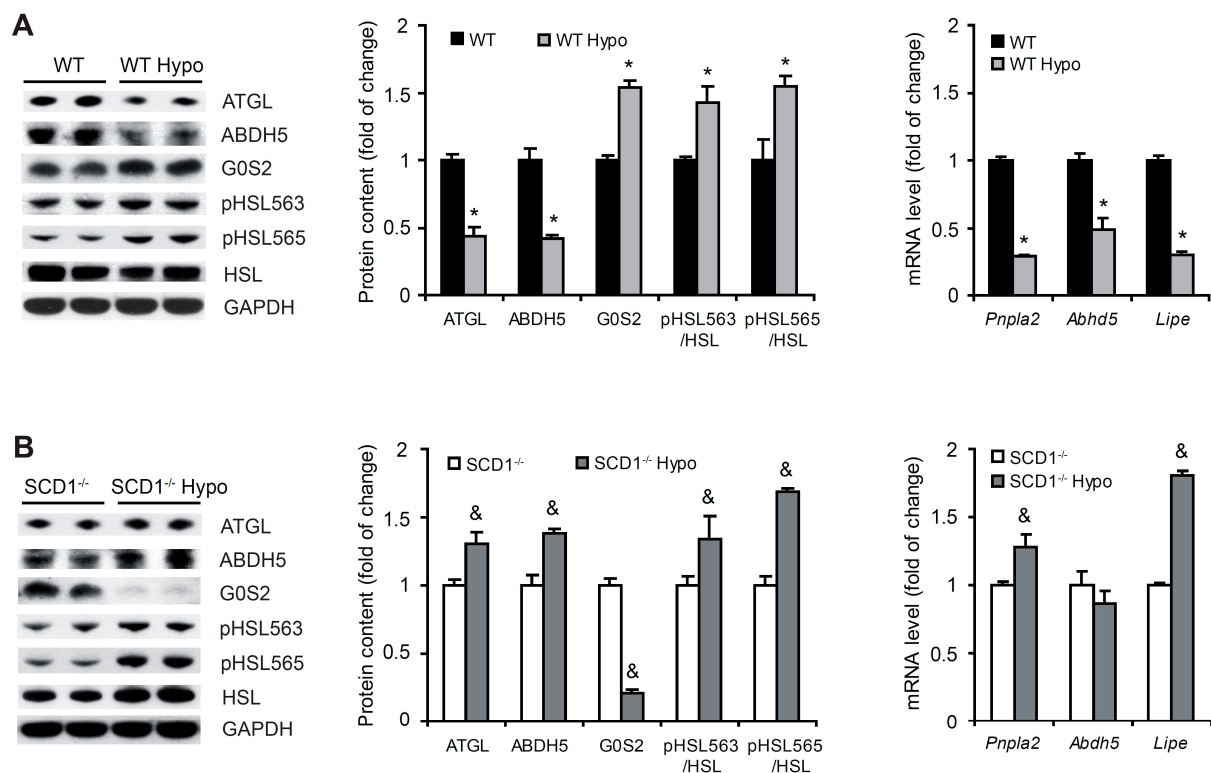 A
WT WT Hypo
ATGL
ABDH5
G0S2
pHSL563
pHSL565
HSL
GAPDH
Protein content (fold of change)
2
1.5
1
0.5
0
WT WT Hypo
* * * * *
ATGL ABDH5 G0S2 pHSL563 pHSL565
/HSL /HSL
mRNA level (fold of change)
2
1.5
1
0.5
0
WT
WT Hypo
* * *
Pnpla2 Abhd5 Lipe
B
SCD1-/- SCD1-/- Hypo
ATGL
ABDH5
G0S2
pHSL563
pHSL565
HSL
GAPDH
Protein content (fold of change)
2
1.5
1
0.5
0
SCD1-/- SCD1-/- Hypo
& & & & &
ATGL ABDH5 G0S2 pHSL563 pHSL565
/HSL /HSL
mRNA level (fold of change)
2
1.5
1
0.5
0
SCD1-/-
SCD1-/- Hypo
& &
Pnpla2 Abdh5 Lipe